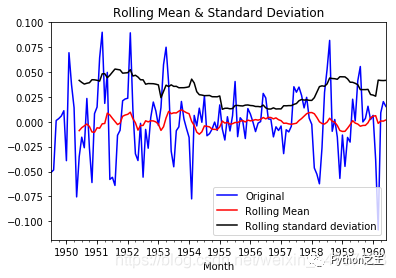 Rolling Mean & Standard Deviation
0.100
0.075
0.050
0.025
0.000
-0.025
-0.050
-0.075
-0.100
Original
Rolling Mean
Rolling standard deviation
1950 1951 1952 1953 1954 1955 1956 1957 1958 1959 1960
Month
Python之王